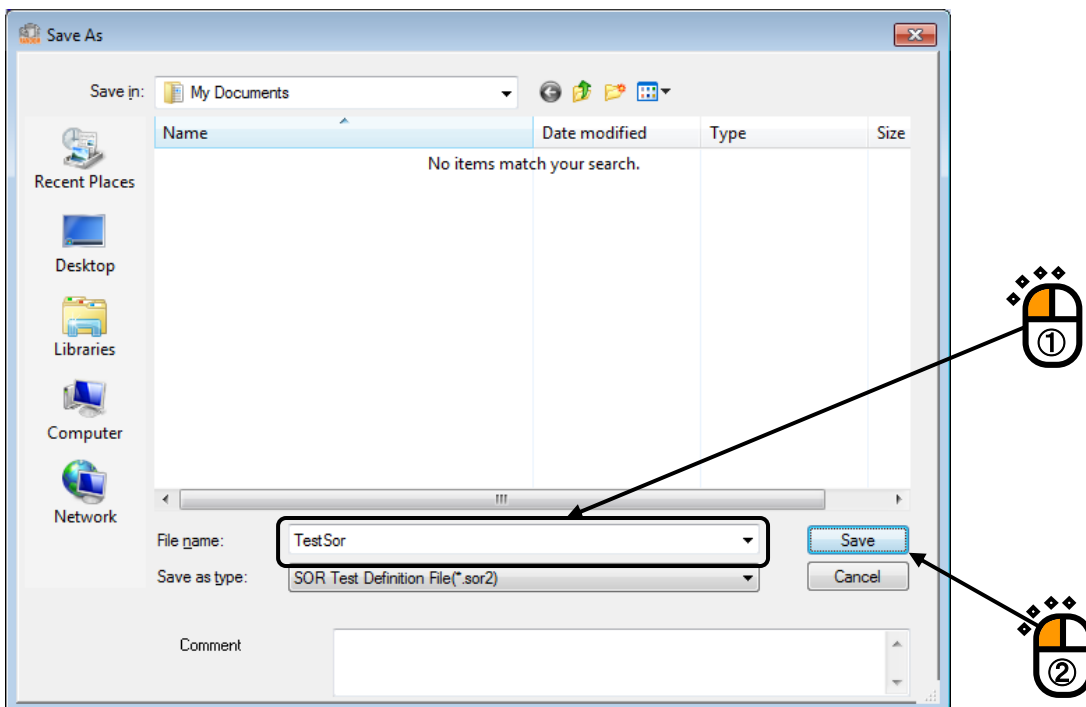 Save As
Save in: My Documents
Name Date modified Type Size
No items match your search.
Recent Places
Desktop
Libraries
Computer
Network
①
File name: TestSor Save
Save as type: SOR Test Definition File(*.sor2) Cancel
Comment
②